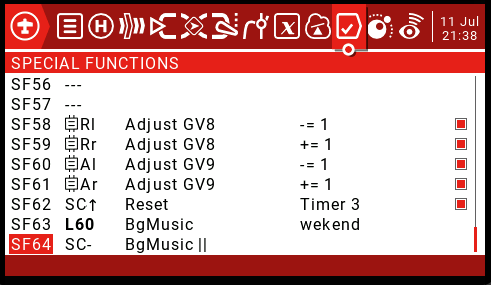 11 Jul
21:38
SPECIAL FUNCTIONS
SF56 ---
SF57 ---
SF58 Rl Adjust GV8 -= 1
SF59 Rr Adjust GV8 += 1
SF60 Al Adjust GV9 -= 1
SF61 Ar Adjust GV9 += 1
SF62 SC↑ Reset Timer 3
SF63 L60 BgMusic wekend
SF64 SC- BgMusic ||